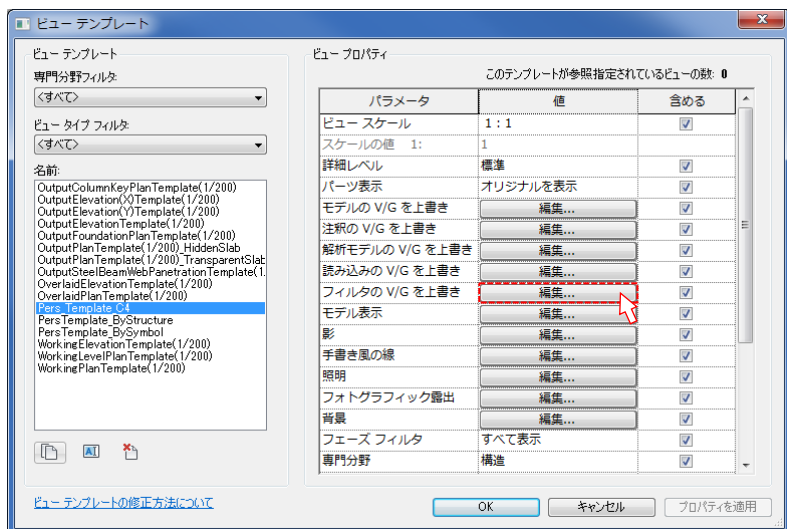 ビュー テンプレート
ビュー テンプレート
専門分野フィルタ:
<すべて>
ビュー タイプ フィルタ:
<すべて>
名前:
OutputColumnKeyPlanTemplate(1/200)
OutputElevation(X)Template(1/200)
OutputElevation(Y)Template(1/200)
OutputElevationTemplate(1/200)
OutputFoundationPlanTemplate(1/200)
OutputPlanTemplate(1/200)_HiddenSlab
OutputPlanTemplate(1/200)_TransparentSlab
OutputSteelBeamWebPanetrationTemplate(1.
OverlaidElevationTemplate(1/200)
OverlaidPlanTemplate(1/200)
Pers_Template_C4
PersTemplate_ByStructure
PersTemplate_BySymbol
WorkingElevationTemplate(1/200)
WorkingLevelPlanTemplate(1/200)
WorkingPlanTemplate(1/200)
AI
ビュー テンプレートの修正方法について
ビュー プロパティ
このテンプレートが参照指定されているビューの数: 0
パラメータ 値 含める
ビュー スケール 1 : 1
スケールの値 1: 1
詳細レベル 標準
パーツ表示 オリジナルを表示
モデルの V/G を上書き 編集...
注釈の V/G を上書き 編集...
解析モデルの V/G を上書き 編集...
読み込みの V/G を上書き 編集...
フィルタの V/G を上書き 編集...
モデル表示 編集...
影 編集...
手書き風の線 編集...
照明 編集...
フォトグラフィック露出 編集...
背景 編集...
フェーズ フィルタ すべて表示
専門分野 構造
OK キャンセル プロパティを適用